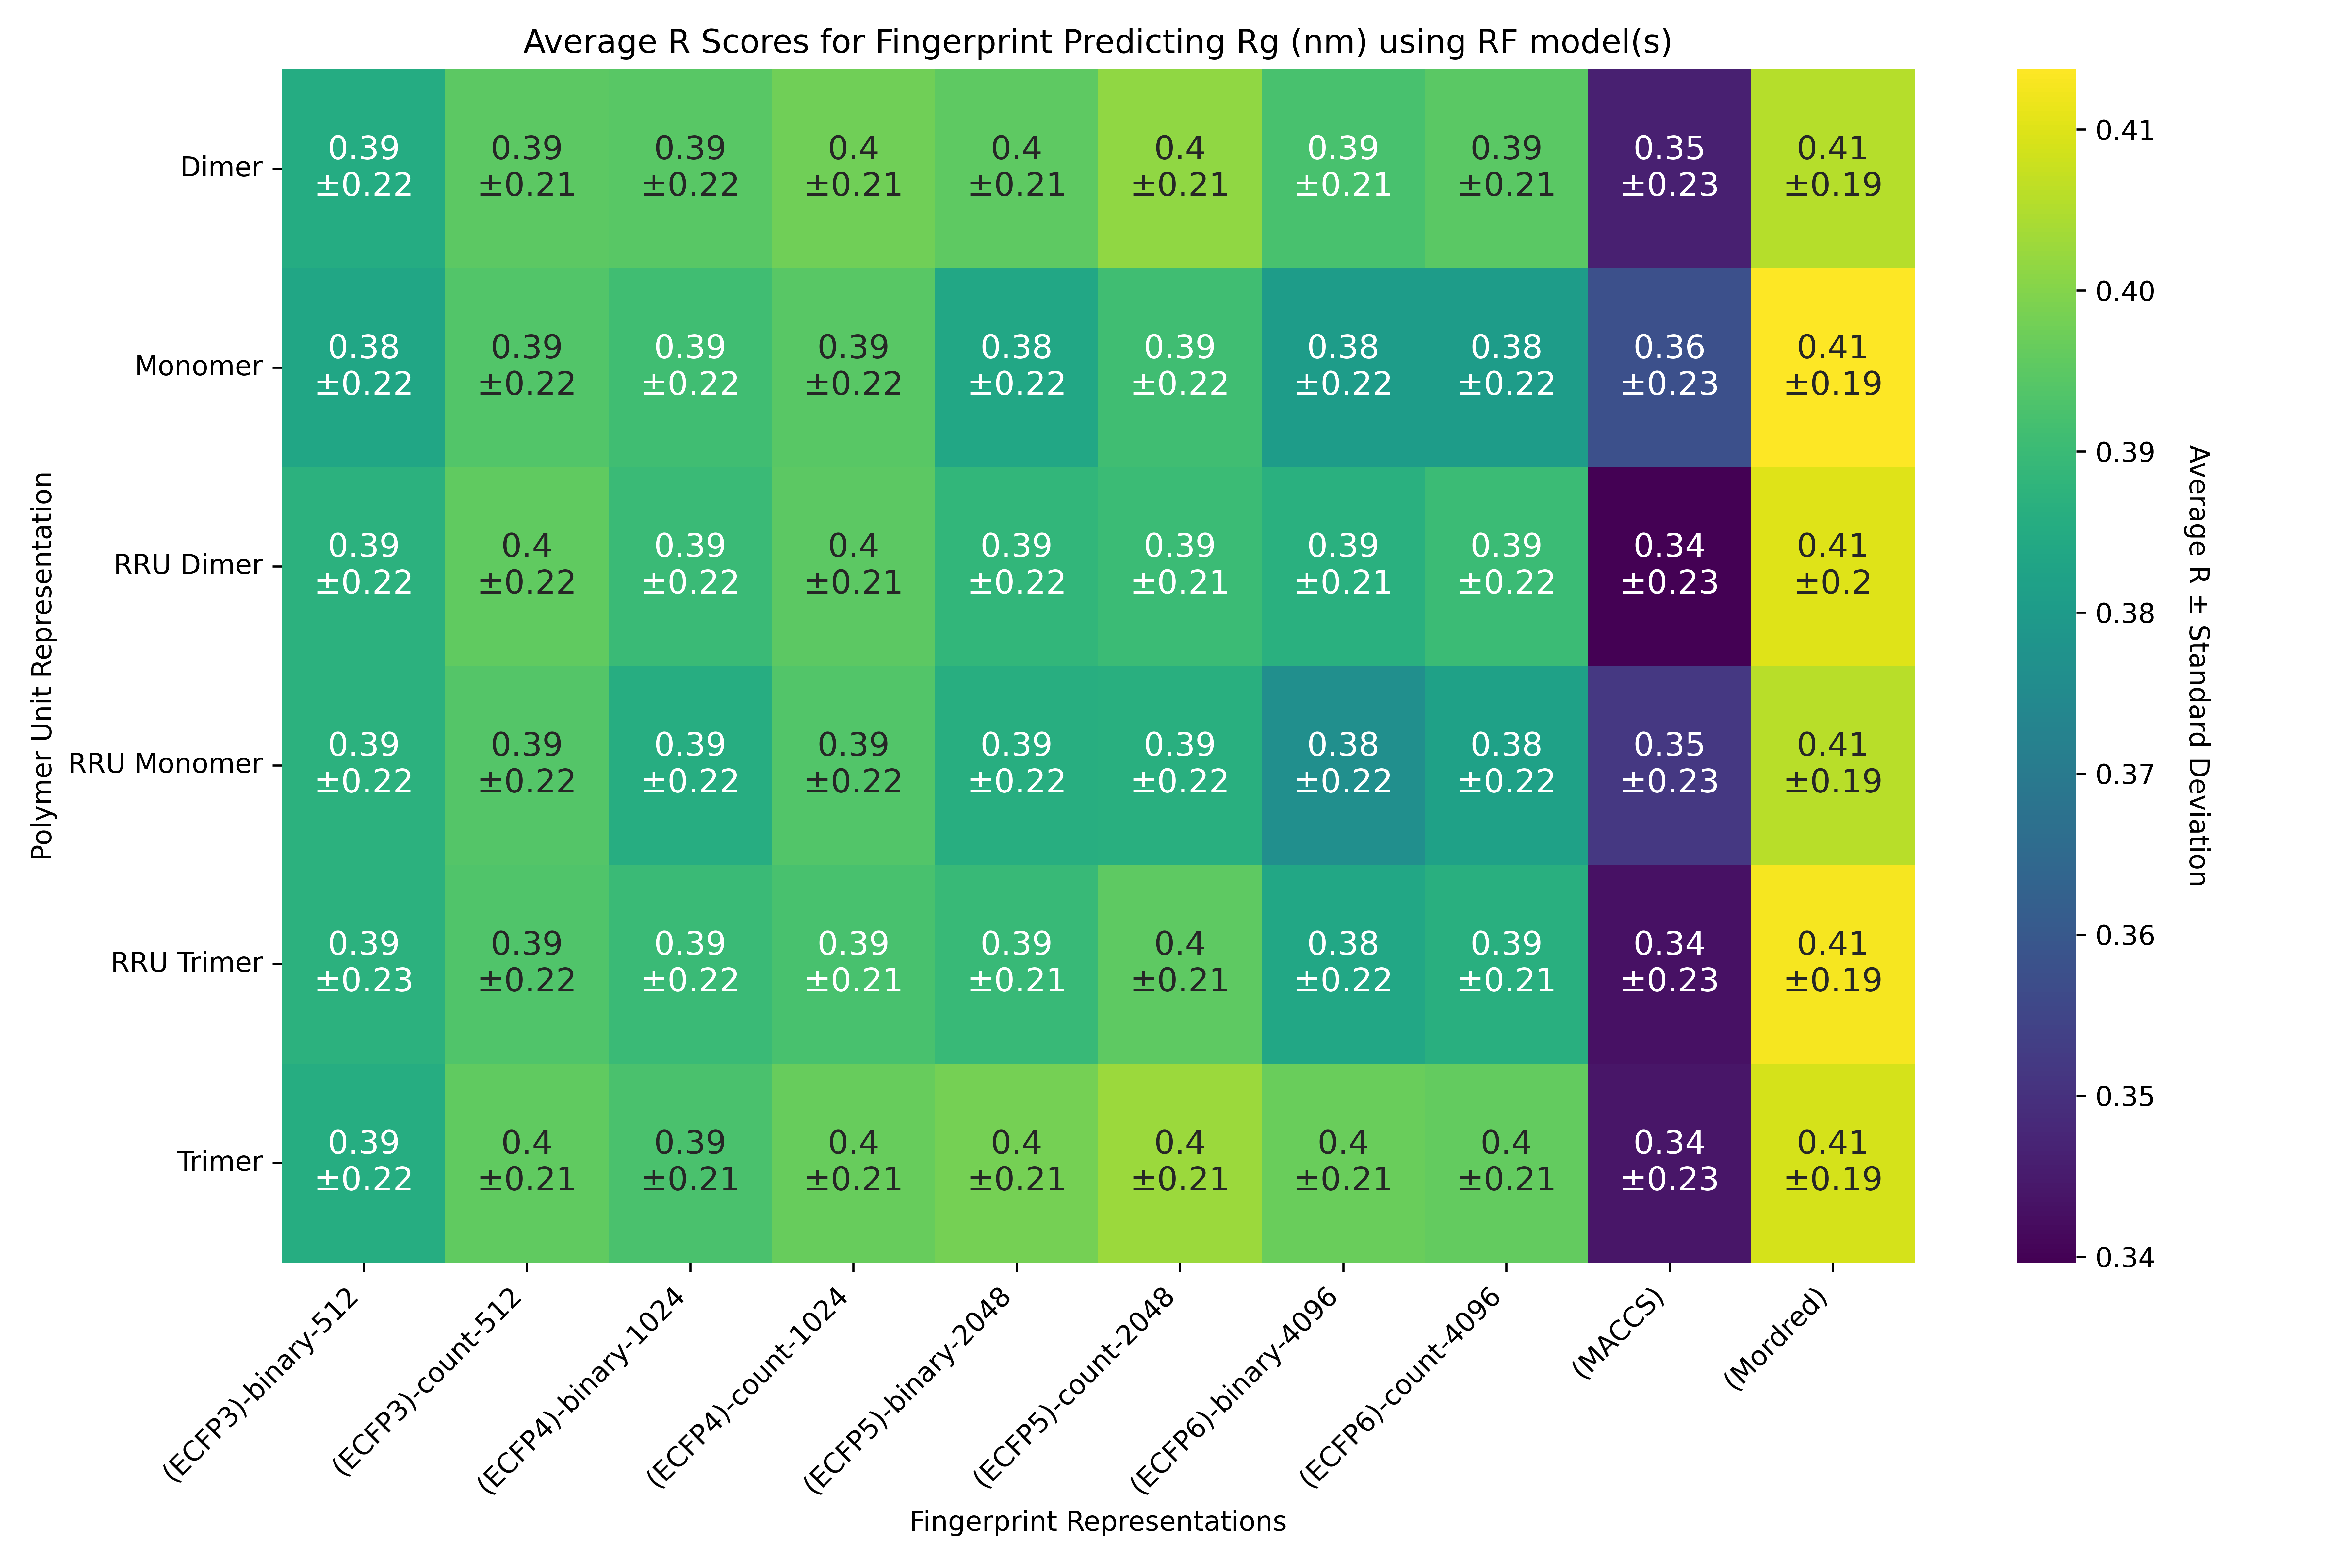 Average R Scores for Fingerprint Predicting Rg (nm) using RF model(s)
Polymer Unit Representation
Dimer
0.39 0.39 0.39 0.4 0.4 0.4 0.39 0.39 0.35 0.41
±0.22 ±0.21 ±0.22 ±0.21 ±0.21 ±0.21 ±0.21 ±0.21 ±0.23 ±0.19
Monomer
0.38 0.39 0.39 0.39 0.38 0.39 0.38 0.38 0.36 0.41
±0.22 ±0.22 ±0.22 ±0.22 ±0.22 ±0.22 ±0.22 ±0.22 ±0.23 ±0.19
RRU Dimer
0.39 0.4 0.39 0.4 0.39 0.39 0.39 0.39 0.34 0.41
±0.22 ±0.22 ±0.22 ±0.21 ±0.22 ±0.21 ±0.21 ±0.22 ±0.23 ±0.2
RRU Monomer
0.39 0.39 0.39 0.39 0.39 0.39 0.38 0.38 0.35 0.41
±0.22 ±0.22 ±0.22 ±0.22 ±0.22 ±0.22 ±0.22 ±0.22 ±0.23 ±0.19
RRU Trimer
0.39 0.39 0.39 0.39 0.39 0.4 0.38 0.39 0.34 0.41
±0.23 ±0.22 ±0.22 ±0.21 ±0.21 ±0.21 ±0.22 ±0.21 ±0.23 ±0.19
Trimer
0.39 0.4 0.39 0.4 0.4 0.4 0.4 0.4 0.34 0.41
±0.22 ±0.21 ±0.21 ±0.21 ±0.21 ±0.21 ±0.21 ±0.21 ±0.23 ±0.19
(ECFP3)-binary-512
(ECFP3)-count-512
(ECFP4)-binary-1024
(ECFP4)-count-1024
(ECFP5)-binary-2048
(ECFP5)-count-2048
(ECFP6)-binary-4096
(ECFP6)-count-4096
(MACCS)
(Mordred)
Fingerprint Representations
0.41
0.40
0.39
0.38
0.37
0.36
0.35
0.34
Average R ± Standard Deviation